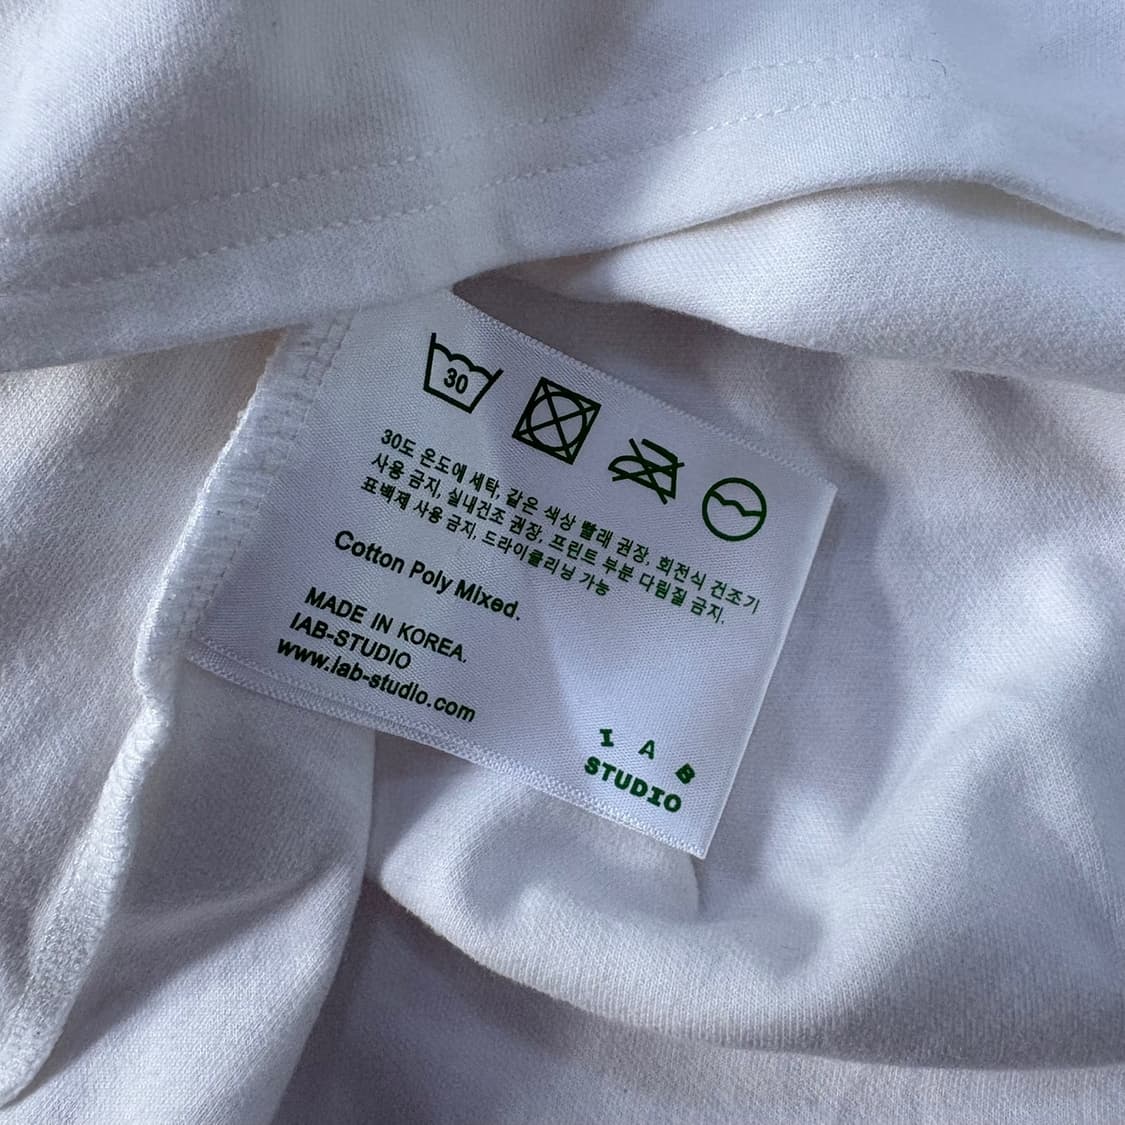 30
30도 온도에 세탁, 같은 색상 빨래 권장, 회전식 건조기
사용 금지, 실내건조 권장, 프린트 부분 다림질 금지.
표백제 사용 금지, 드라이클리닝 가능
Cotton Poly Mixed.
MADE IN KOREA.
IAB-STUDIO
www.iab-studio.com
I A B
STUDIO